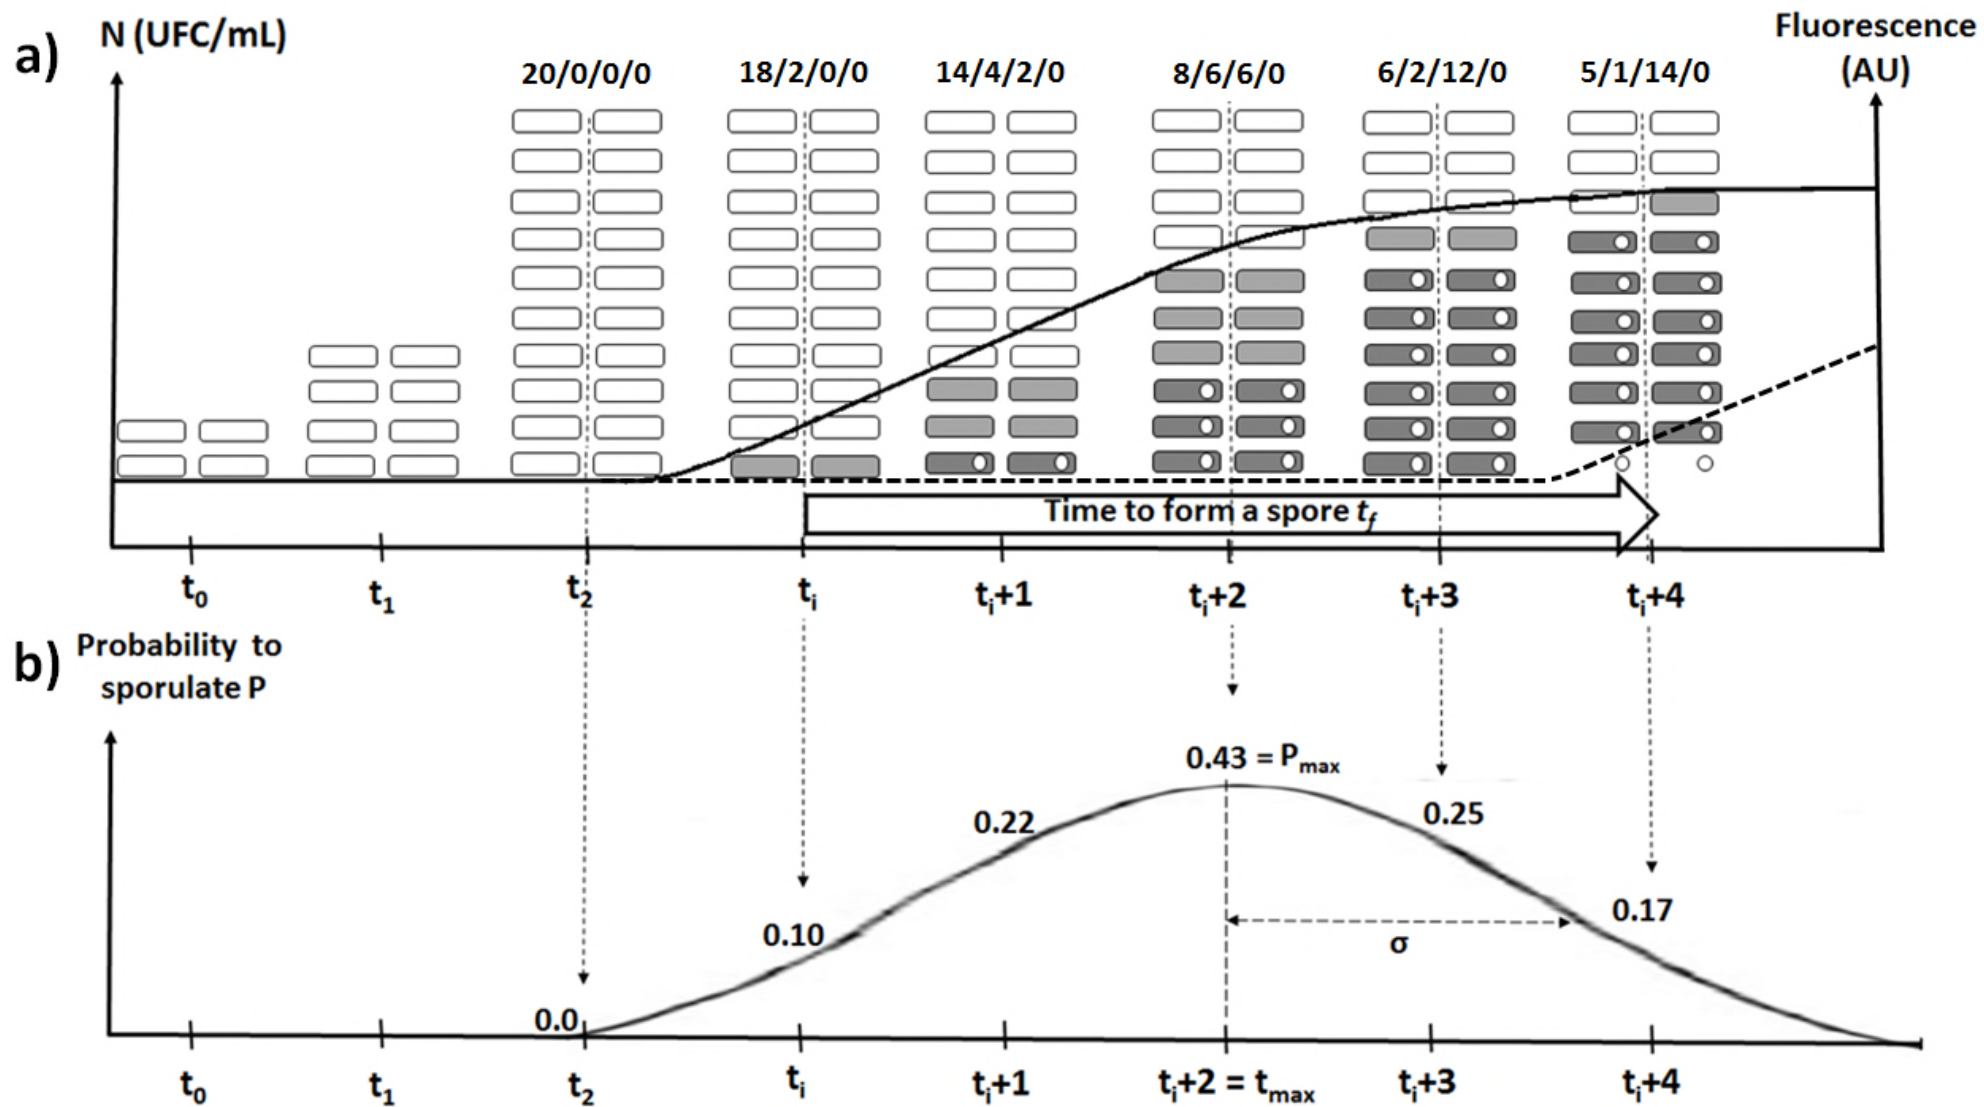 a)
N (UFC/mL)
Fluorescence
(AU)
20/0/0/0
18/2/0/0
14/4/2/0
8/6/6/0
6/2/12/0
5/1/14/0
Time to form a spore tf
t0
t1
t2
ti
ti+1
ti+2
ti+3
ti+4
b)
Probability to
sporulate P
0.43 = Pmax
0.22
0.25
0.10
0.17
σ
0.0
t0
t1
t2
ti
ti+1
ti+2 = tmax
ti+3
ti+4